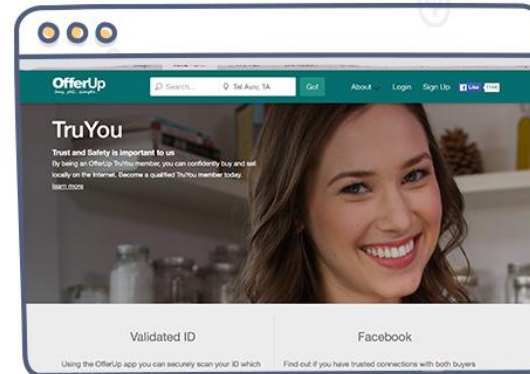 OfferUp
buy. sell. simple.
Search... Tel Aviv, TA Go! About Login Sign Up Like
TruYou
Trust and Safety is important to us
By being an OfferUp TruYou member, you can confidently buy and sell
locally on the Internet. Become a qualified TruYou member today.
learn more
Validated ID
Using the OfferUp app you can securely scan your ID which
Facebook
Find out if you have trusted connections with both buyers